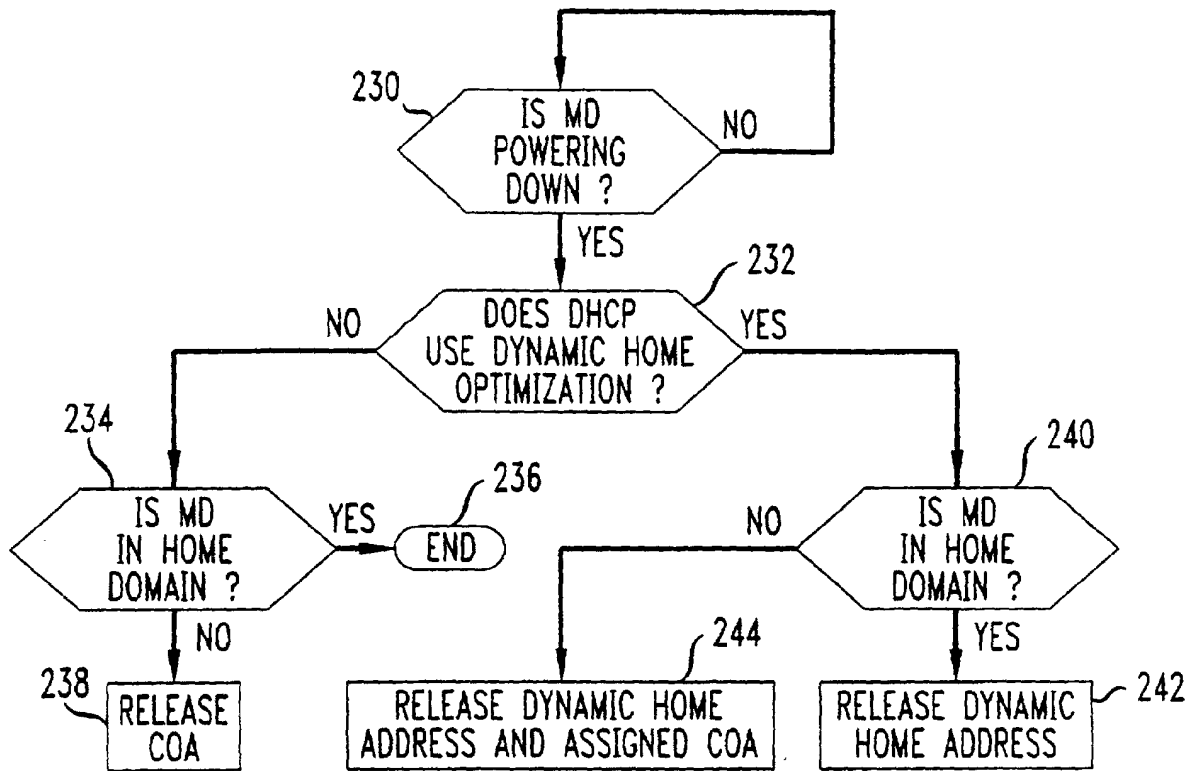 230
IS MD
POWERING
DOWN ?
NO
YES
232
DOES DHCP
USE DYNAMIC HOME
OPTIMIZATION ?
NO
YES
234
IS MD
IN HOME
DOMAIN ?
YES
236
END
NO
238
RELEASE
COA
240
IS MD
IN HOME
DOMAIN ?
NO
YES
244
RELEASE DYNAMIC HOME
ADDRESS AND ASSIGNED COA
242
RELEASE DYNAMIC
HOME ADDRESS